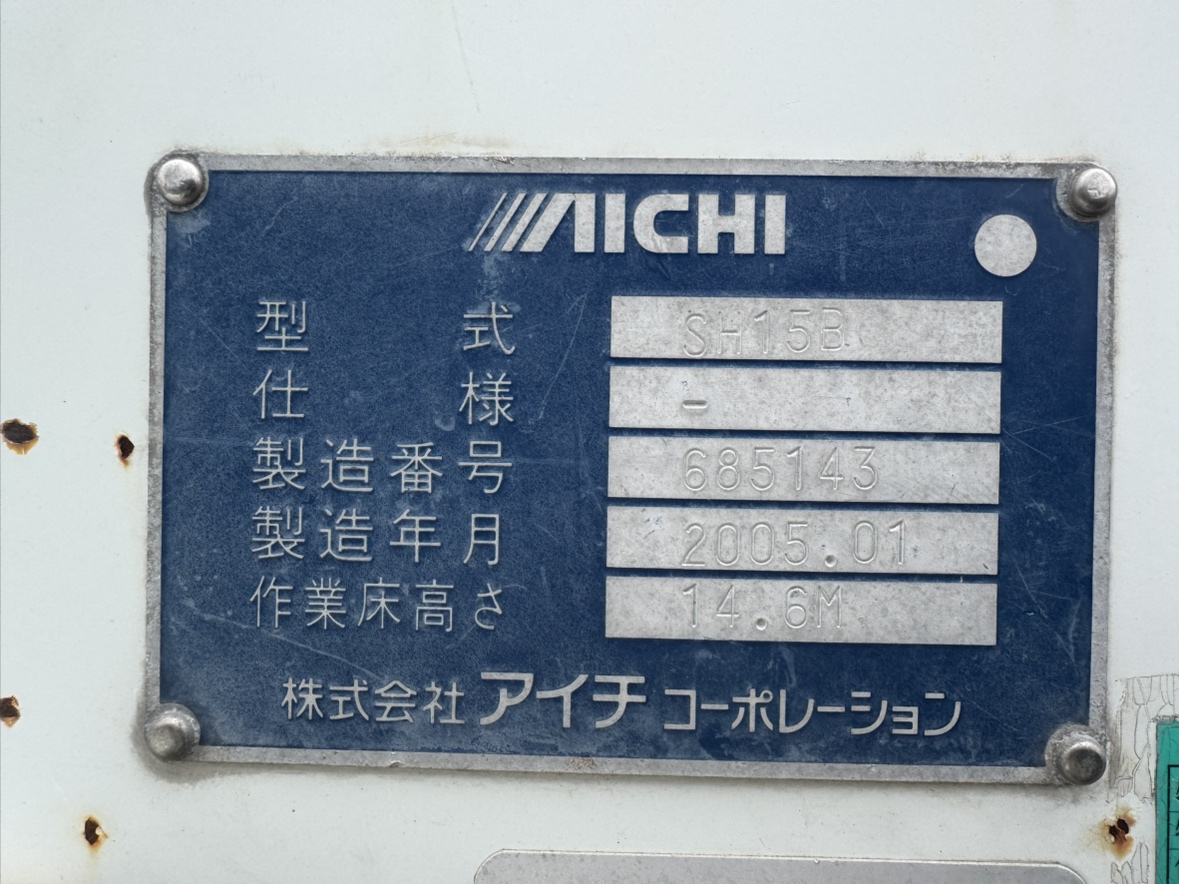 AICHI
型式 SH15B
仕様 -
製造番号 685143
製造年月 2005.01
作業床高さ 14.6M
株式会社アイチコーポレーション